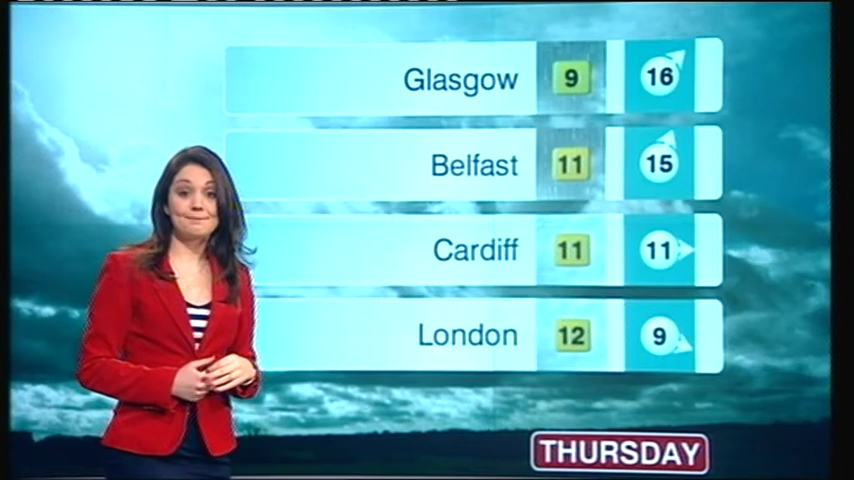 Glasgow 9 16
Belfast 11 15
Cardiff 11 11
London 12 9
THURSDAY